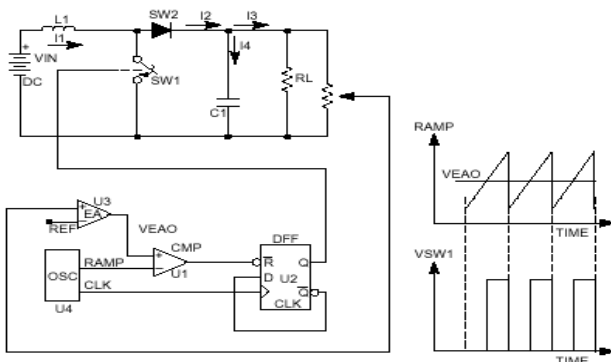 L1
SW2
I2
I3
I1
+
VIN
I4
SW1
RL
DC
C1
RAMP
VEAO
TIME
U3
+
EA
-
REF
VEAO
CMP
DFF
+
-
U1
R
Q
D
U2
Q
CLK
OSC
RAMP
CLK
U4
VSW1
TIME